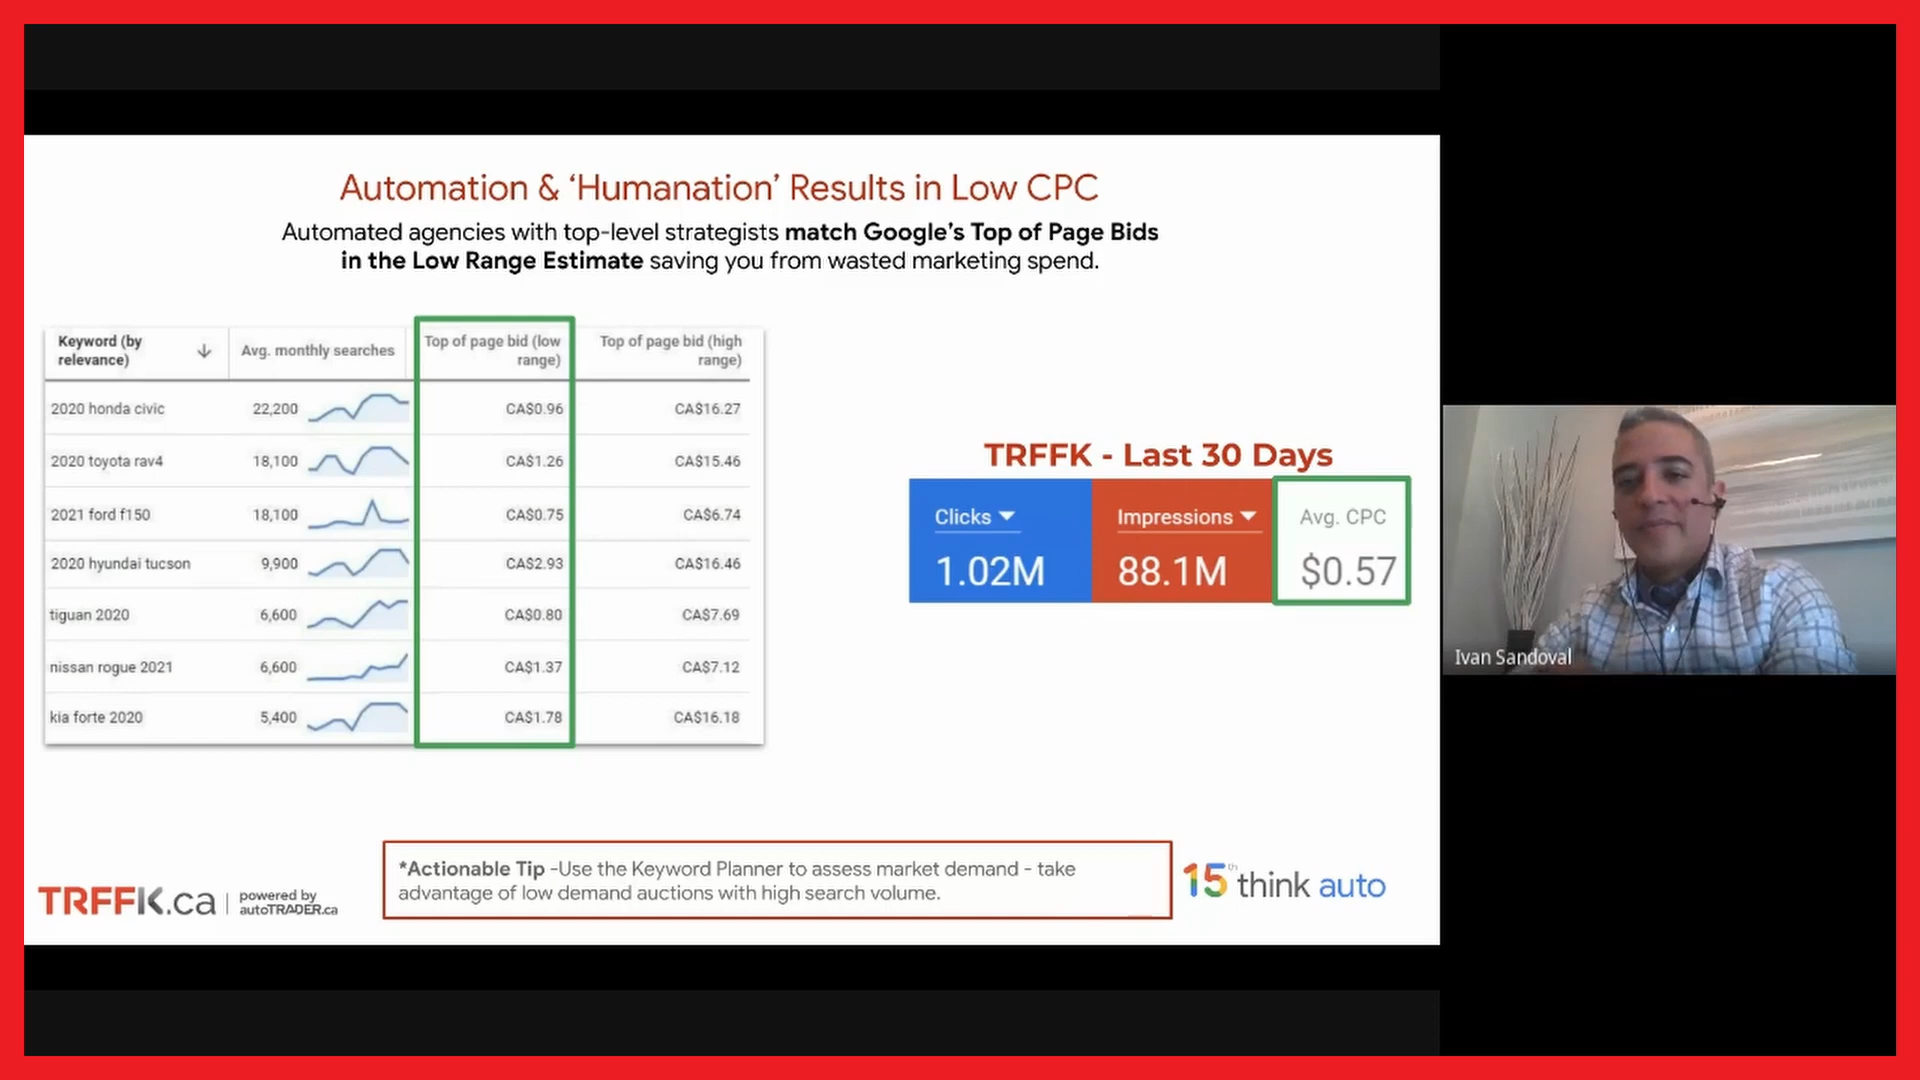 Automation & ‘Humanation’ Results in Low CPC
Automated agencies with top-level strategists match Google’s Top of Page Bids
in the Low Range Estimate saving you from wasted marketing spend.
Keyword (by relevance) Avg. monthly searches Top of page bid (low range) Top of page bid (high range)
2020 honda civic 22,200 CA$0.96 CA$16.27
2020 toyota rav4 18,100 CA$1.26 CA$15.46
2021 ford f150 18,100 CA$0.75 CA$6.74
2020 hyundai tucson 9,900 CA$2.93 CA$16.46
tiguan 2020 6,600 CA$0.80 CA$7.69
nissan rogue 2021 6,600 CA$1.37 CA$7.12
kia forte 2020 5,400 CA$1.78 CA$16.18
TRFFK - Last 30 Days
Clicks Impressions Avg. CPC
1.02M 88.1M $0.57
Ivan Sandoval
*Actionable Tip -Use the Keyword Planner to assess market demand - take
advantage of low demand auctions with high search volume.
TRFFK.ca | powered by
autoTRADER.ca
15th think auto